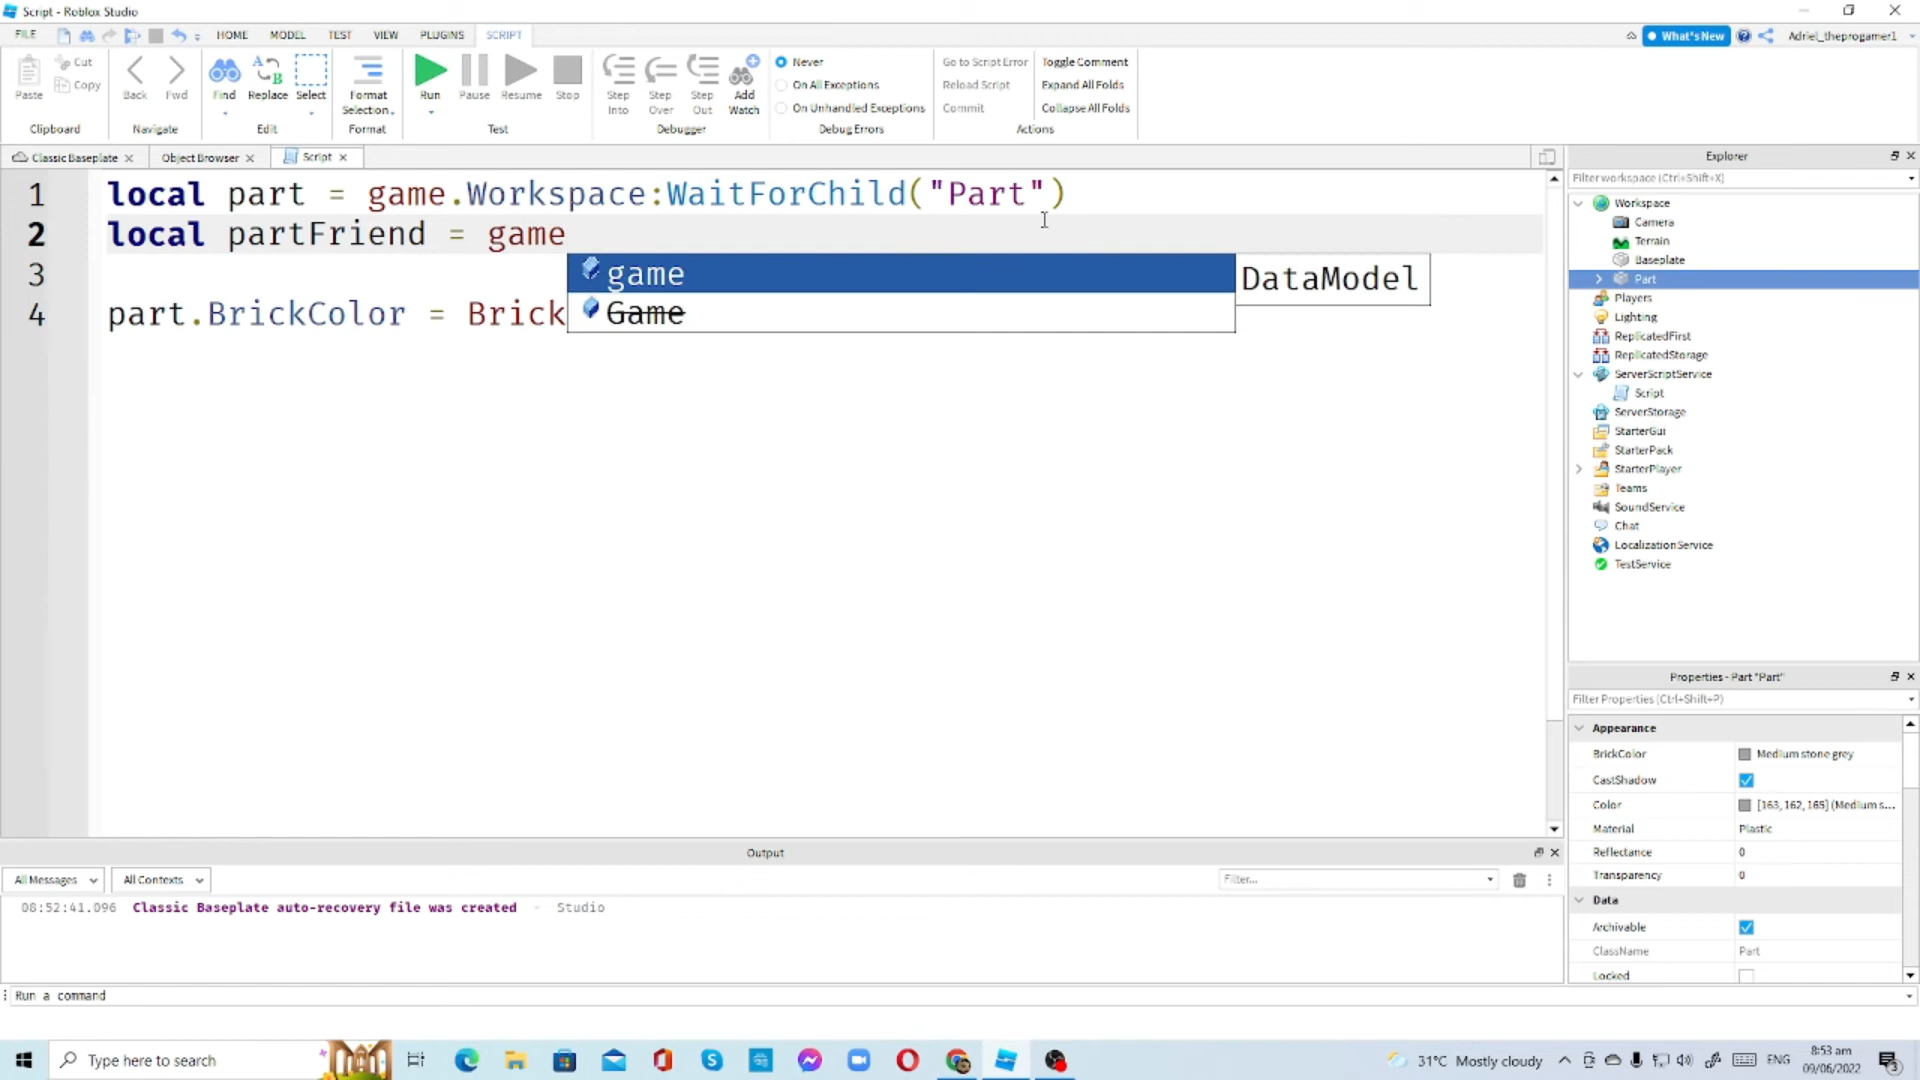 Script - Roblox Studio
FILE HOME MODEL TEST VIEW PLUGINS SCRIPT What's New Adriel_theprogamer1
Paste Cut Copy Back Fwd Find Replace Select Format Selection Run Pause Resume Stop Step Into Step Over Step Out Add Watch
Never Go to Script Error Toggle Comment
On All Exceptions Reload Script Expand All Folds
On Unhandled Exceptions Commit Collapse All Folds
Clipboard Navigate Edit Format Test Debugger Debug Errors Actions
Classic Baseplate Object Browser Script
1 local part = game.Workspace:WaitForChild("Part")
2 local partFriend = game
3
4 part.BrickColor = Brick
game DataModel
Game
Explorer
Filter workspace (Ctrl+Shift+X)
Workspace
Camera
Terrain
Baseplate
Part
Players
Lighting
ReplicatedFirst
ReplicatedStorage
ServerScriptService
Script
ServerStorage
StarterGui
StarterPack
StarterPlayer
Teams
SoundService
Chat
LocalizationService
TestService
Properties - Part "Part"
Filter Properties (Ctrl+Shift+P)
Appearance
BrickColor Medium stone grey
CastShadow
Color [163, 162, 165] (Medium s...
Material Plastic
Reflectance 0
Transparency 0
Data
Archivable
ClassName Part
Locked
Output
All Messages All Contexts Filter...
08:52:41.096 Classic Baseplate auto-recovery file was created - Studio
Run a command
Type here to search
31°C Mostly cloudy ENG 8:53 am
09/06/2022
3